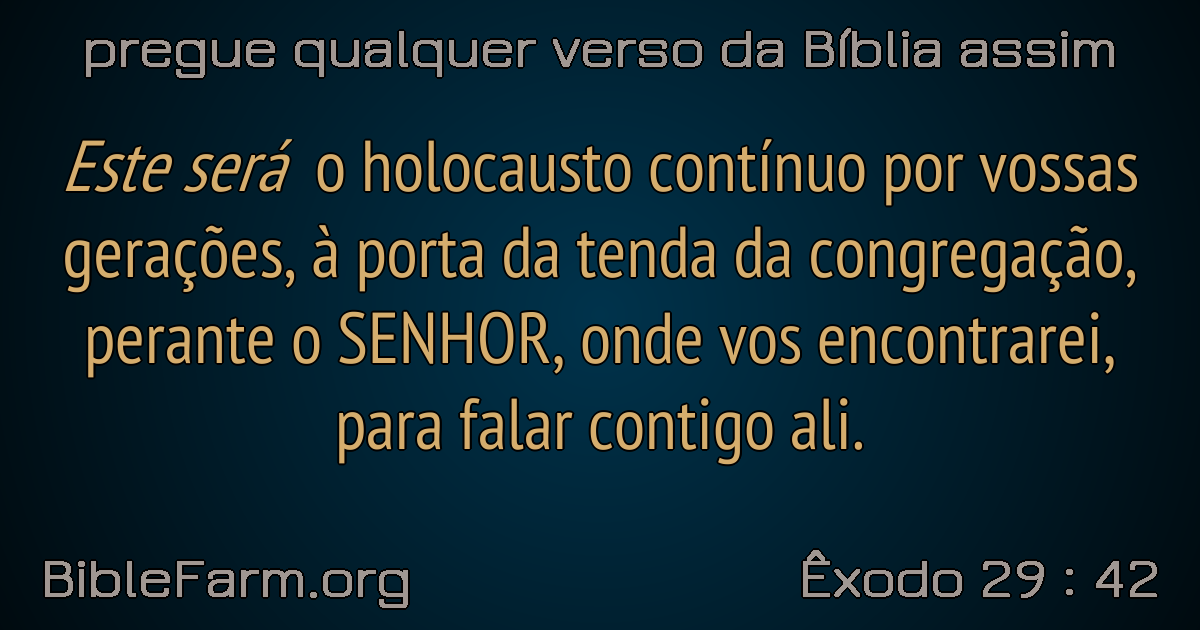 pregue qualquer verso da Bíblia assim
Este será o holocausto contínuo por vossas
gerações, à porta da tenda da congregação,
perante o SENHOR, onde vos encontrarei,
para falar contigo ali.
BibleFarm.org
Êxodo 29 : 42